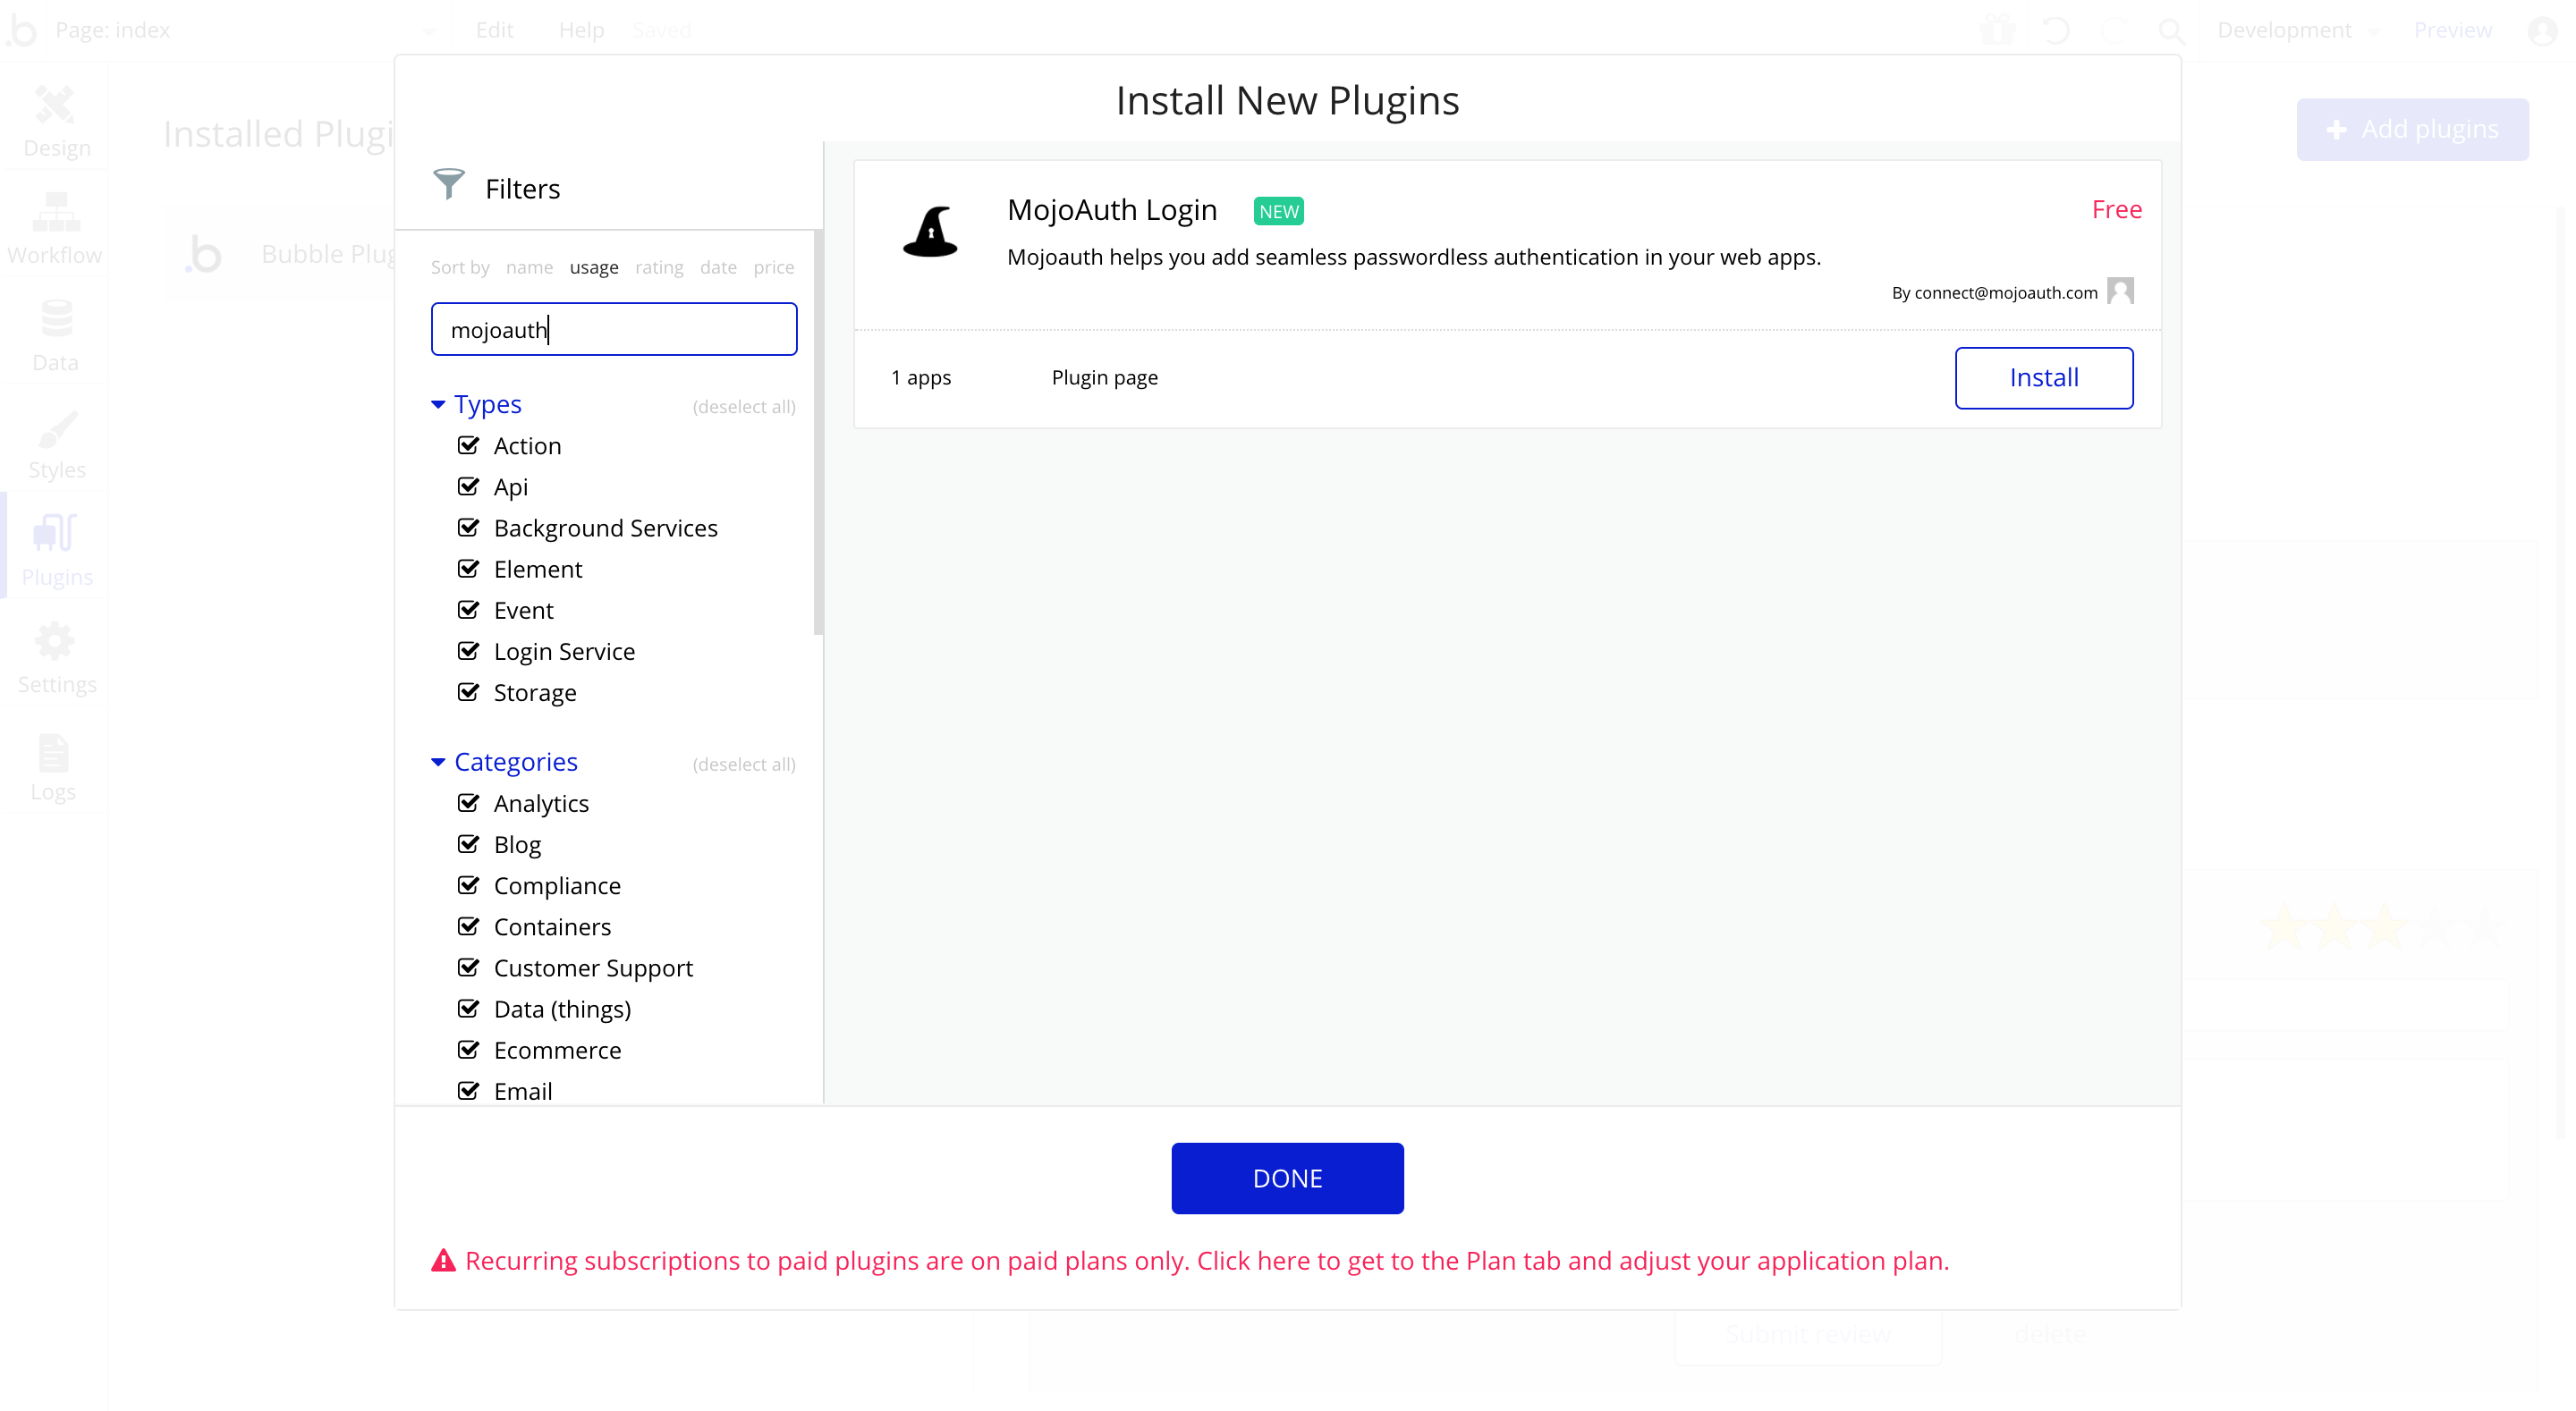 Page: index
Edit
Help
Saved
Development
Preview
Install New Plugins
Design
Workflow
Data
Styles
Plugins
Settings
Logs
Installed Plugi
Add plugins
Bubble Plug
Filters
Sort by name usage rating date price
mojoauth
Types (deselect all)
Action
Api
Background Services
Element
Event
Login Service
Storage
Categories (deselect all)
Analytics
Blog
Compliance
Containers
Customer Support
Data (things)
Ecommerce
Email
MojoAuth Login NEW Free
Mojoauth helps you add seamless passwordless authentication in your web apps.
By connect@mojoauth.com
1 apps Plugin page Install
DONE
Recurring subscriptions to paid plugins are on paid plans only. Click here to get to the Plan tab and adjust your application plan.
Submit review delete